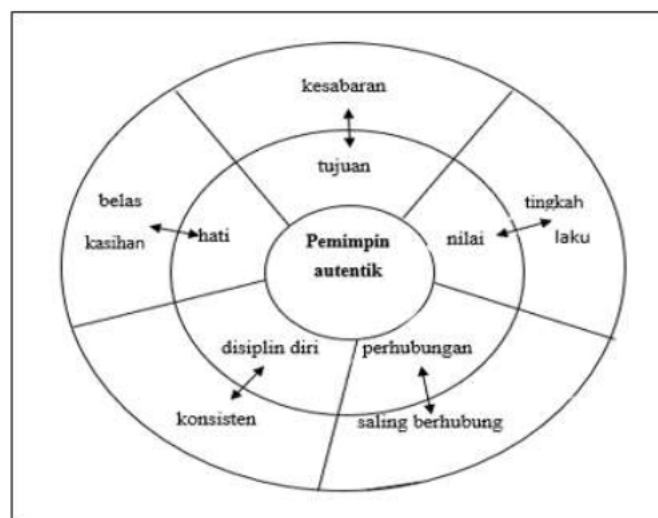 kesabaran
tujuan
belas
kasihan
hati
Pemimpin
autentik
nilai
tingkah
laku
disiplin diri
perhubungan
konsisten
saling berhubung